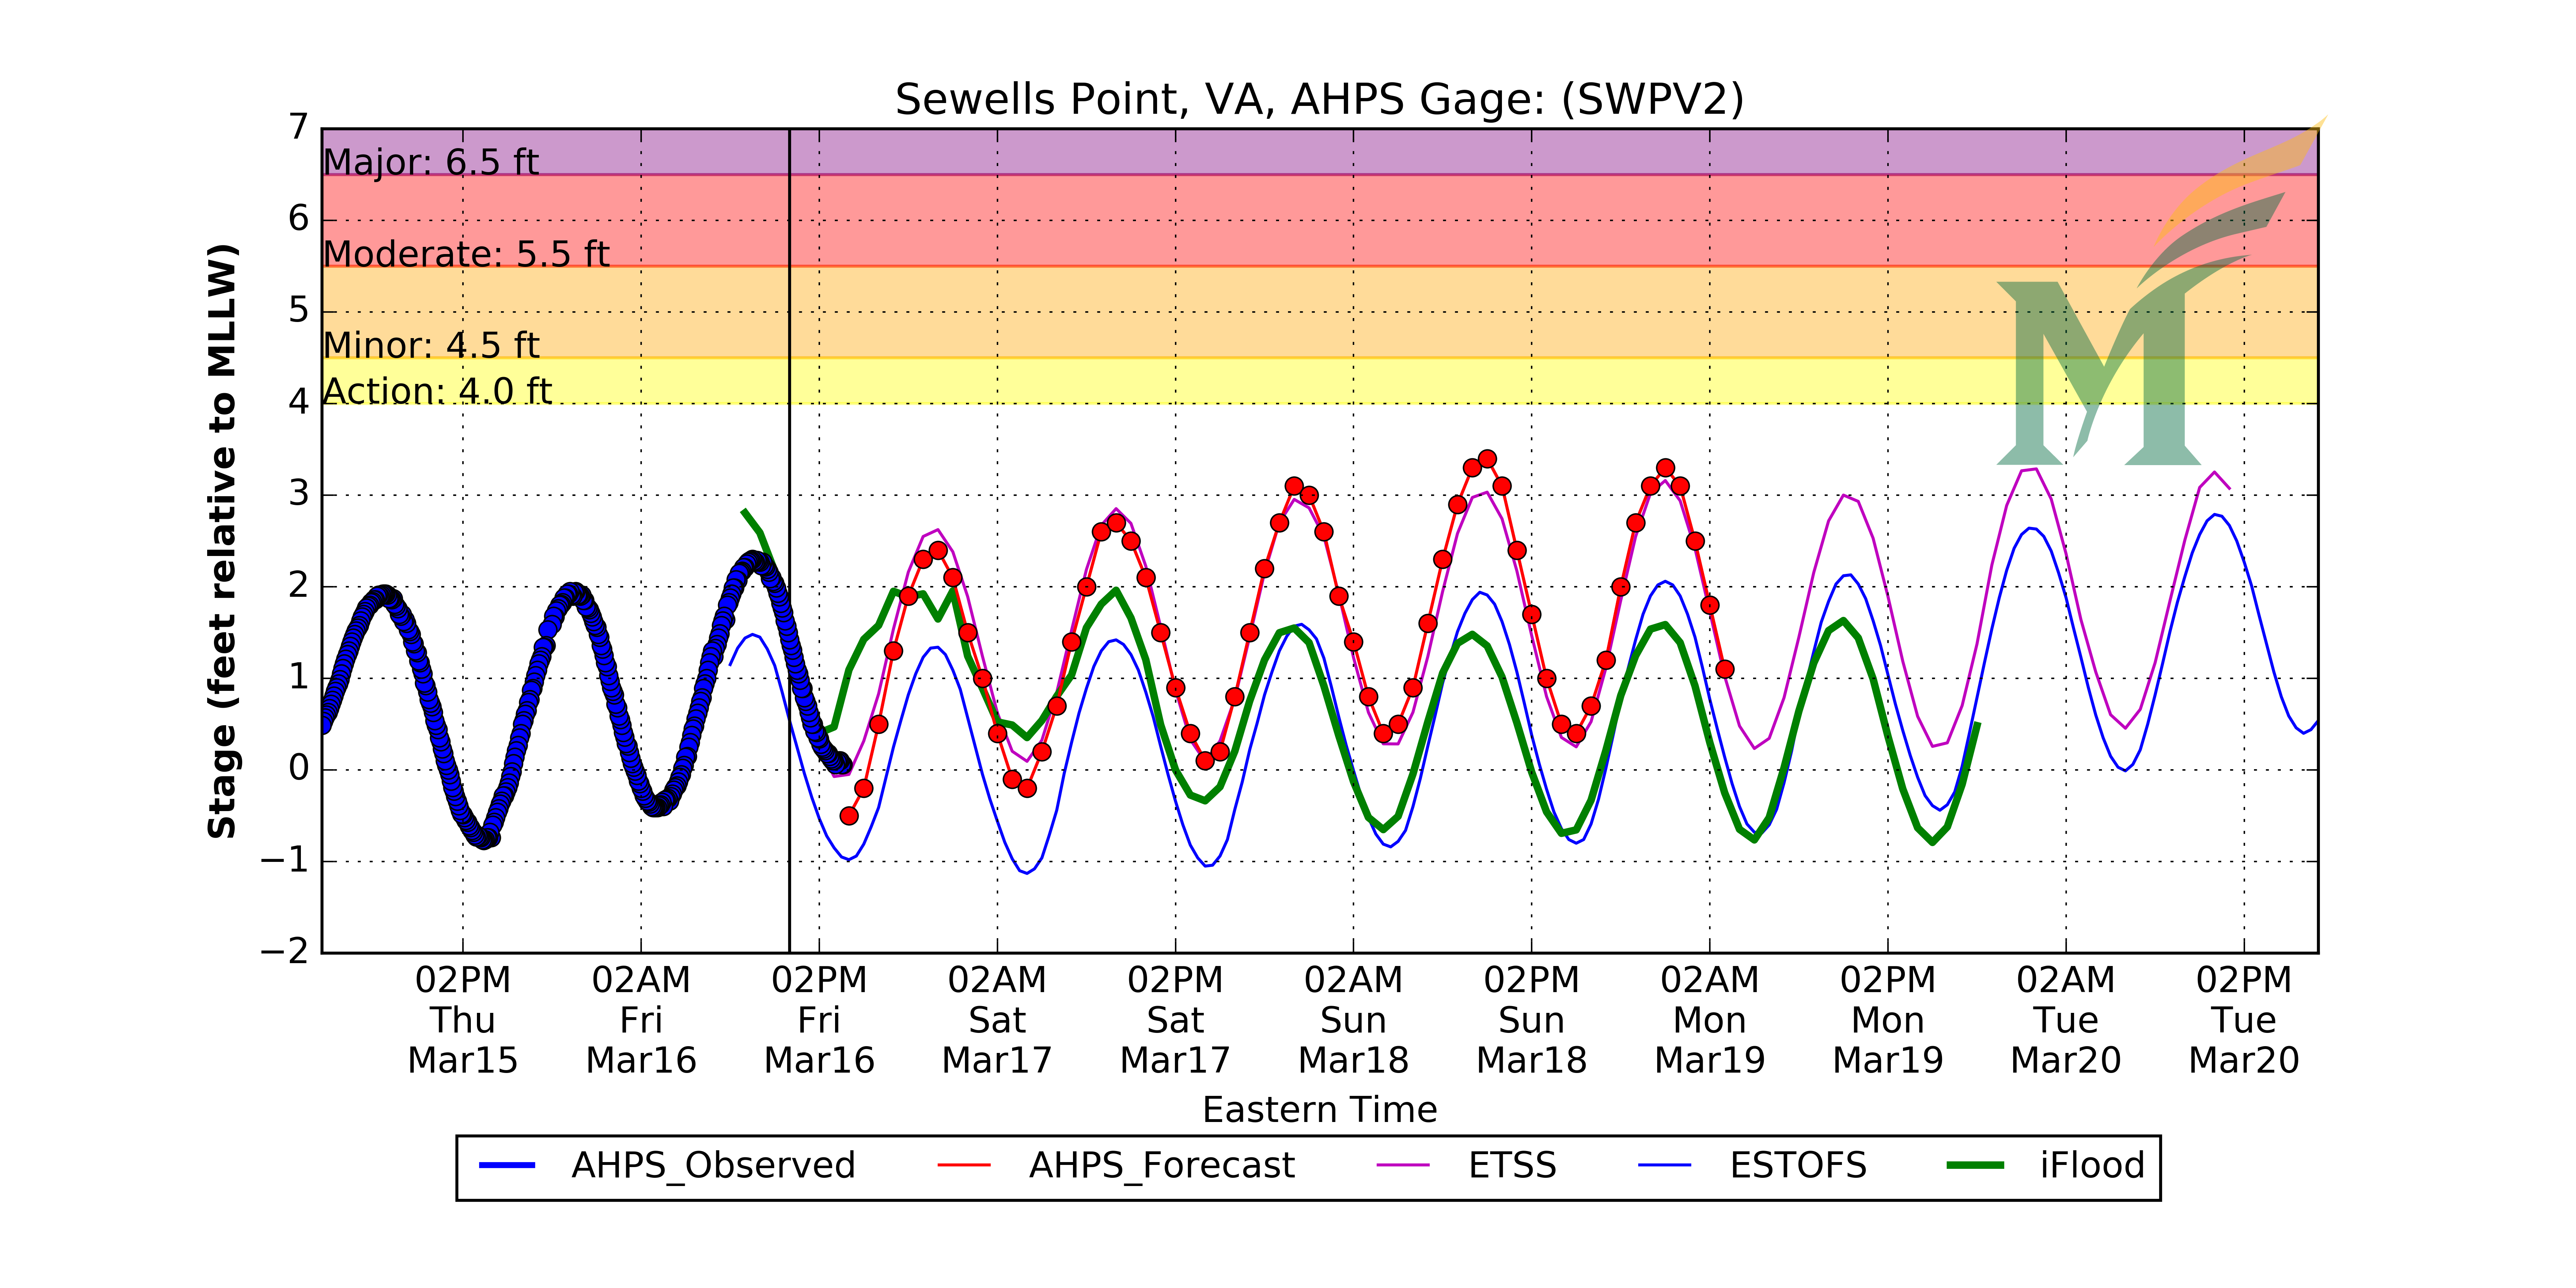 Sewells Point, VA, AHPS Gage: (SWPV2)
Stage (feet relative to MLLW)
7
6
5
4
3
2
1
0
−1
−2
Major: 6.5 ft
Moderate: 5.5 ft
Minor: 4.5 ft
Action: 4.0 ft
M
02PM 02AM 02PM 02AM 02PM 02AM 02PM 02AM 02PM 02AM 02PM
Thu Fri Fri Sat Sat Sun Sun Mon Mon Tue Tue
Mar15 Mar16 Mar16 Mar17 Mar17 Mar18 Mar18 Mar19 Mar19 Mar20 Mar20
Eastern Time
AHPS_Observed AHPS_Forecast ETSS ESTOFS iFlood